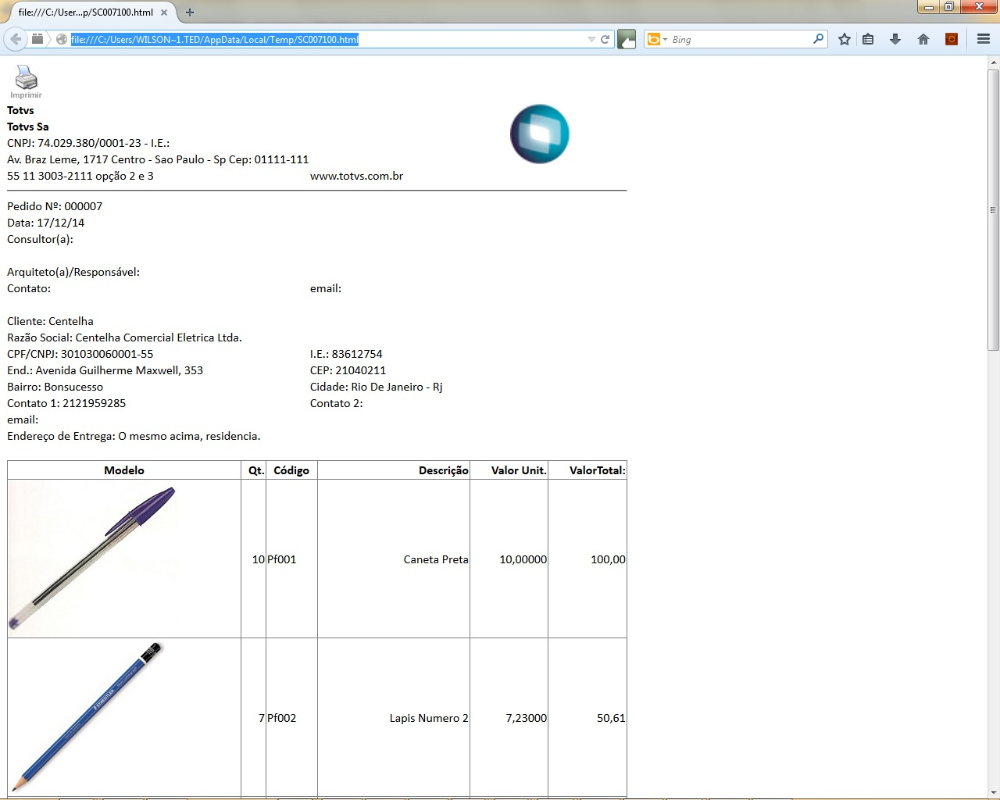 file:///C:/User...p/SC007100.html
file:///C:/Users/WILSON~1.TED/AppData/Local/Temp/SC007100.html
Bing
Imprimir
Totvs
Totvs Sa
CNPJ: 74.029.380/0001-23 - I.E.:
Av. Braz Leme, 1717 Centro - Sao Paulo - Sp Cep: 01111-111
55 11 3003-2111 opção 2 e 3 www.totvs.com.br
Pedido Nº: 000007
Data: 17/12/14
Consultor(a):
Arquiteto(a)/Responsável:
Contato: email:
Cliente: Centelha
Razão Social: Centelha Comercial Eletrica Ltda.
CPF/CNPJ: 301030060001-55 I.E.: 83612754
End.: Avenida Guilherme Maxwell, 353 CEP: 21040211
Bairro: Bonsucesso Cidade: Rio De Janeiro - Rj
Contato 1: 2121959285 Contato 2:
email:
Endereço de Entrega: O mesmo acima, residencia.
Modelo Qt. Código Descrição Valor Unit. ValorTotal:
10 Pf001 Caneta Preta 10,00000 100,00
STAEDTLER
7 Pf002 Lapis Numero 2 7,23000 50,61